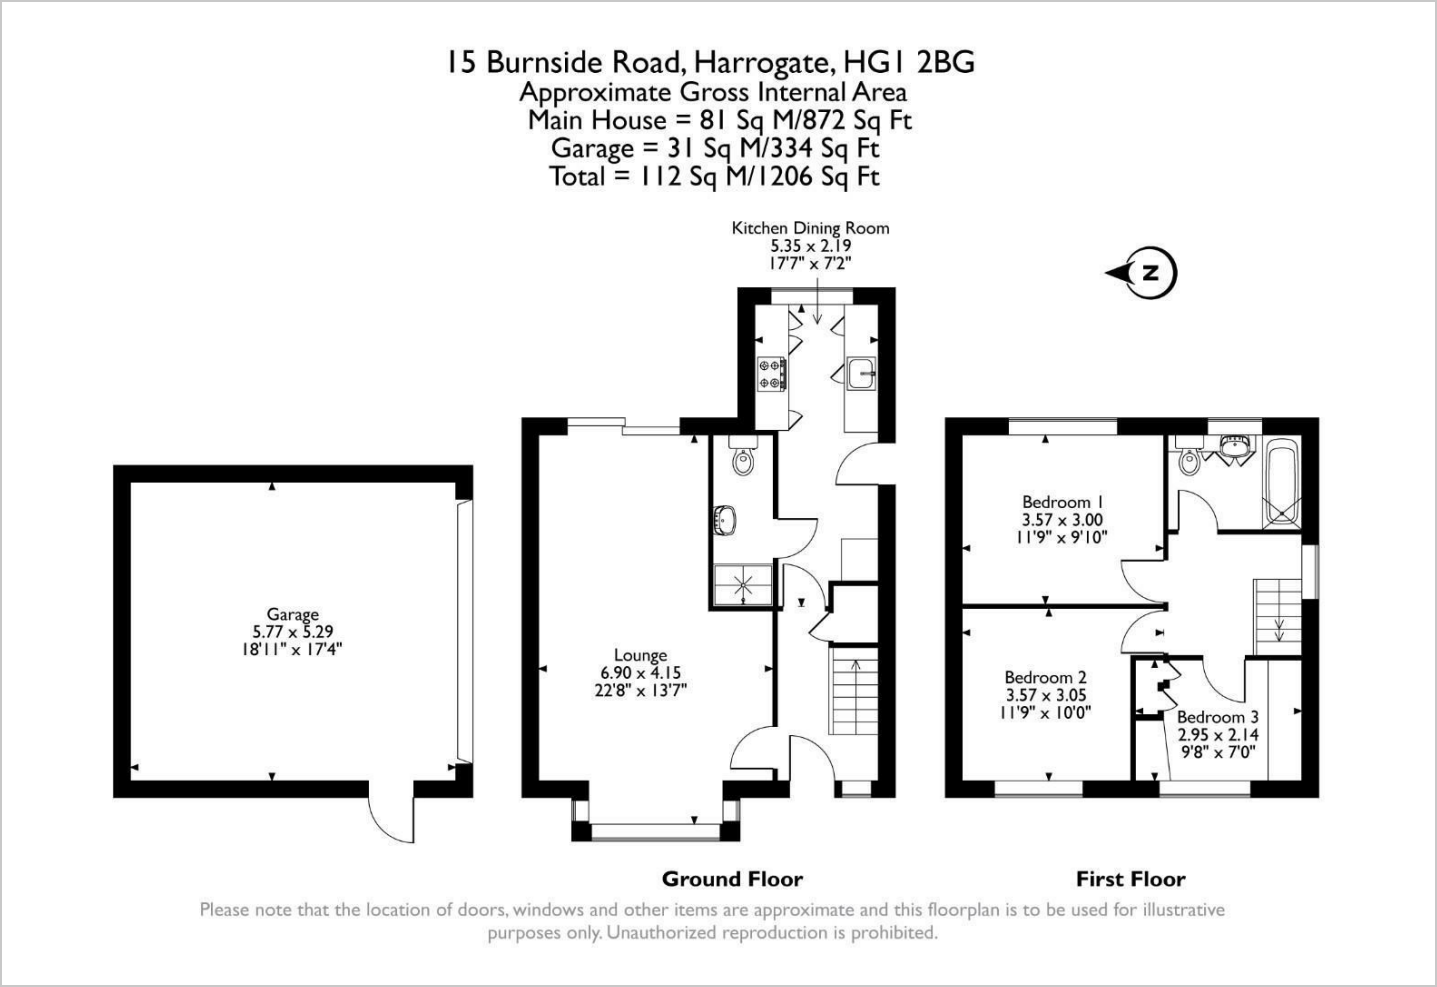 15 Burnside Road, Harrogate, HG1 2BG
Approximate Gross Internal Area
Main House = 81 Sq M/872 Sq Ft
Garage = 31 Sq M/334 Sq Ft
Total = 112 Sq M/1206 Sq Ft
Kitchen Dining Room
5.35 x 2.19
17'7" x 7'2"
N
Bedroom 1
3.57 x 3.00
11'9" x 9'10"
Garage
5.77 x 5.29
18'11" x 17'4"
Lounge
6.90 x 4.15
22'8" x 13'7"
Bedroom 2
3.57 x 3.05
11'9" x 10'0"
Bedroom 3
2.95 x 2.14
9'8" x 7'0"
Ground Floor
First Floor
Please note that the location of doors, windows and other items are approximate and this floorplan is to be used for illustrative
purposes only. Unauthorized reproduction is prohibited.